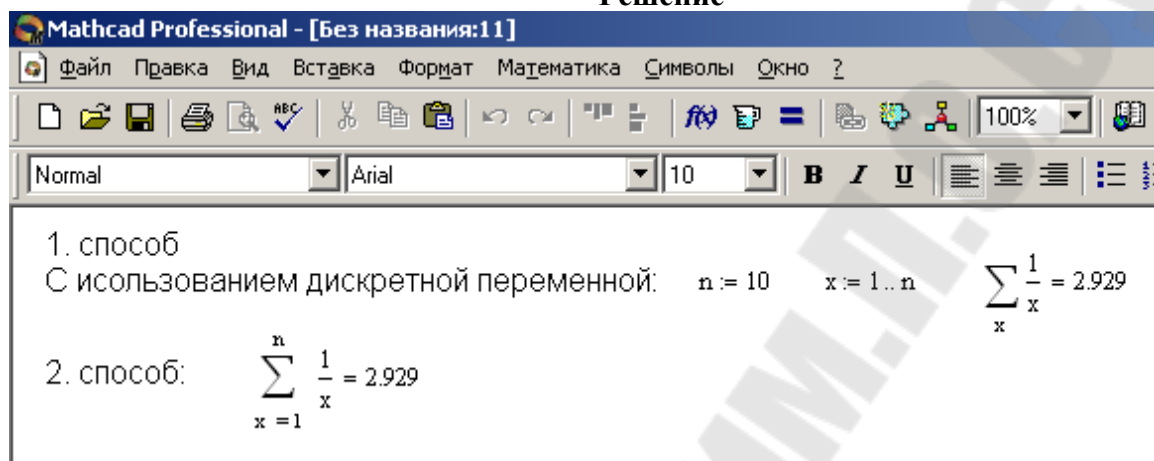 Решение
Mathcad Professional - [Без названия:11]
Файл Правка Вид Вставка Формат Математика Символы Окно ?
100%
Normal Arial 10 B I U
1. способ
С исользованием дискретной переменной: n := 10 x := 1 .. n ∑x 1/x = 2.929
2. способ: ∑x=1^n 1/x = 2.929